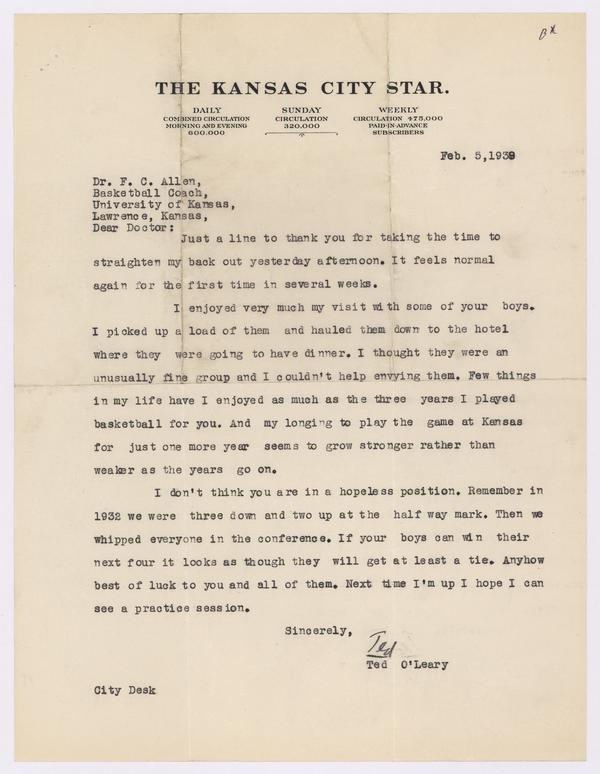 BX
THE KANSAS CITY STAR.
DAILY
COMBINED CIRCULATION
MORNING AND EVENING
600.000
SUNDAY
CIRCULATION
320.000
WEEKLY
CIRCULATION 475,000
PAID-IN-ADVANCE
SUBSCRIBERS
Feb. 5,1939
Dr. F. C. Allen,
Basketball Coach,
University of Kansas,
Lawrence, Kansas,
Dear Doctor:
Just a line to thank you for taking the time to
straighten my back out yesterday afternoon. It feels normal
again for the first time in several weeks.
I enjoyed very much my visit with some of your boys.
I picked up a load of them and hauled them down to the hotel
where they were going to have dinner. I thought they were an
unusually fine group and I couldn't help envying them. Few things
in my life have I enjoyed as much as the three years I played
basketball for you. And my longing to play the game at Kansas
for just one more year seems to grow stronger rather than
weaker as the years go on.
I don't think you are in a hopeless position. Remember in
1932 we were three down and two up at the half way mark. Then we
whipped everyone in the conference. If your boys can win their
next four it looks as though they will get at least a tie. Anyhow
best of luck to you and all of them. Next time I'm up I hope I can
see a practice session.
Sincerely,
Ted
Ted O'Leary
City Desk